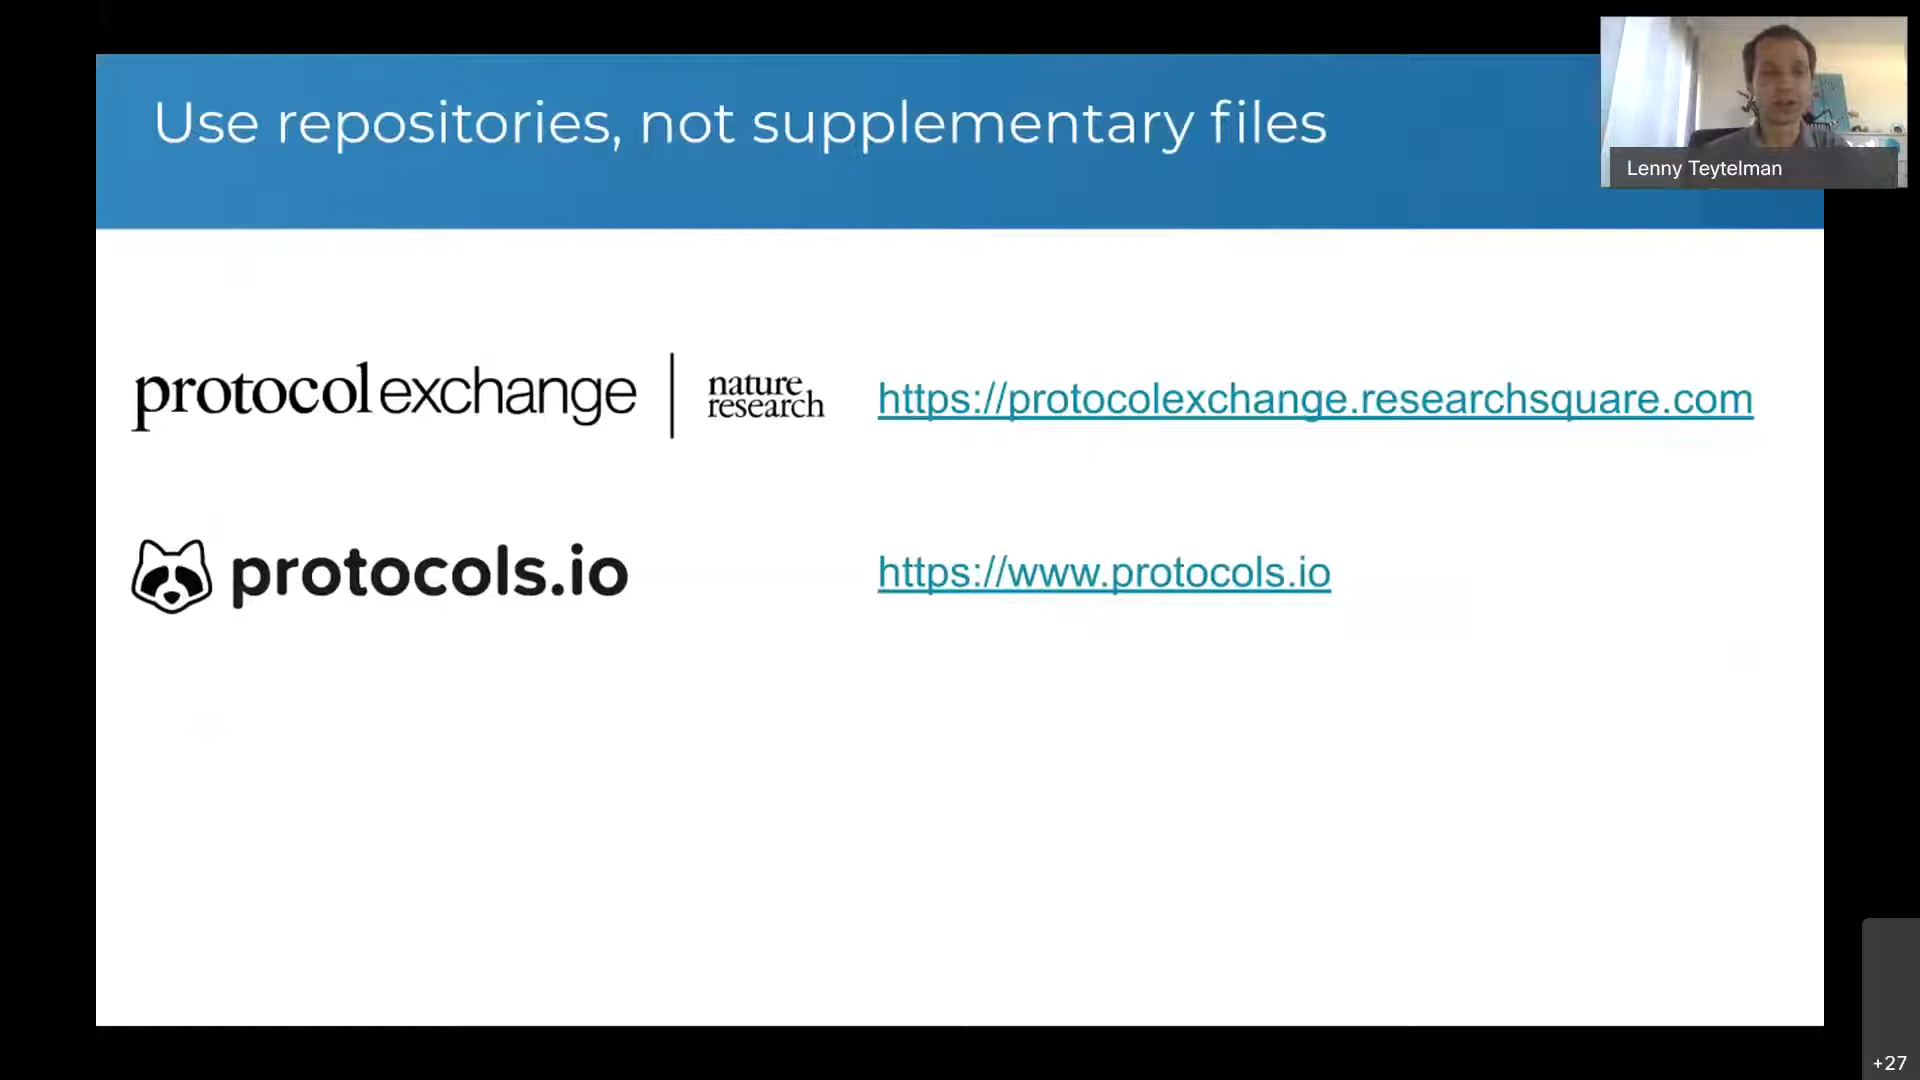 Use repositories, not supplementary files
Lenny Teytelman
protocol exchange | nature research
https://protocolexchange.researchsquare.com
protocols.io
https://www.protocols.io
+27